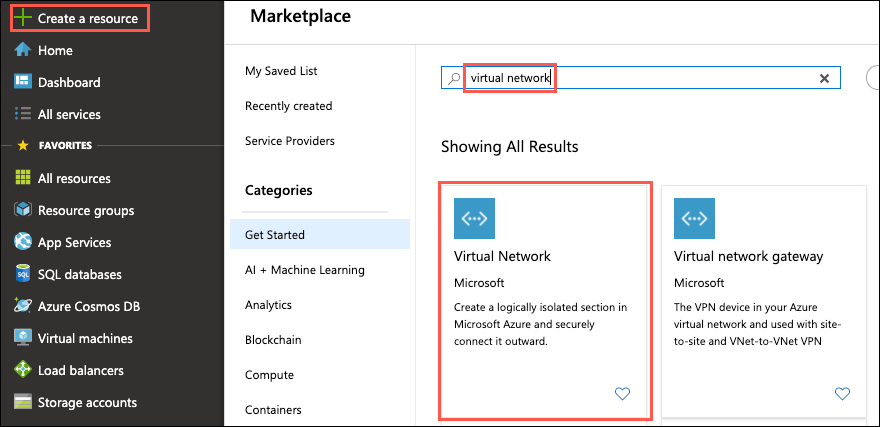 Create a resource
Home
Dashboard
All services
FAVORITES
All resources
Resource groups
App Services
SQL databases
Azure Cosmos DB
Virtual machines
Load balancers
Storage accounts
Marketplace
My Saved List
Recently created
Service Providers
Categories
Get Started
AI + Machine Learning
Analytics
Blockchain
Compute
Containers
virtual network
Showing All Results
Virtual Network
Microsoft
Create a logically isolated section in
Microsoft Azure and securely
connect it outward.
Virtual network gateway
Microsoft
The VPN device in your Azure
virtual network and used with site-
to-site and VNet-to-VNet VPN